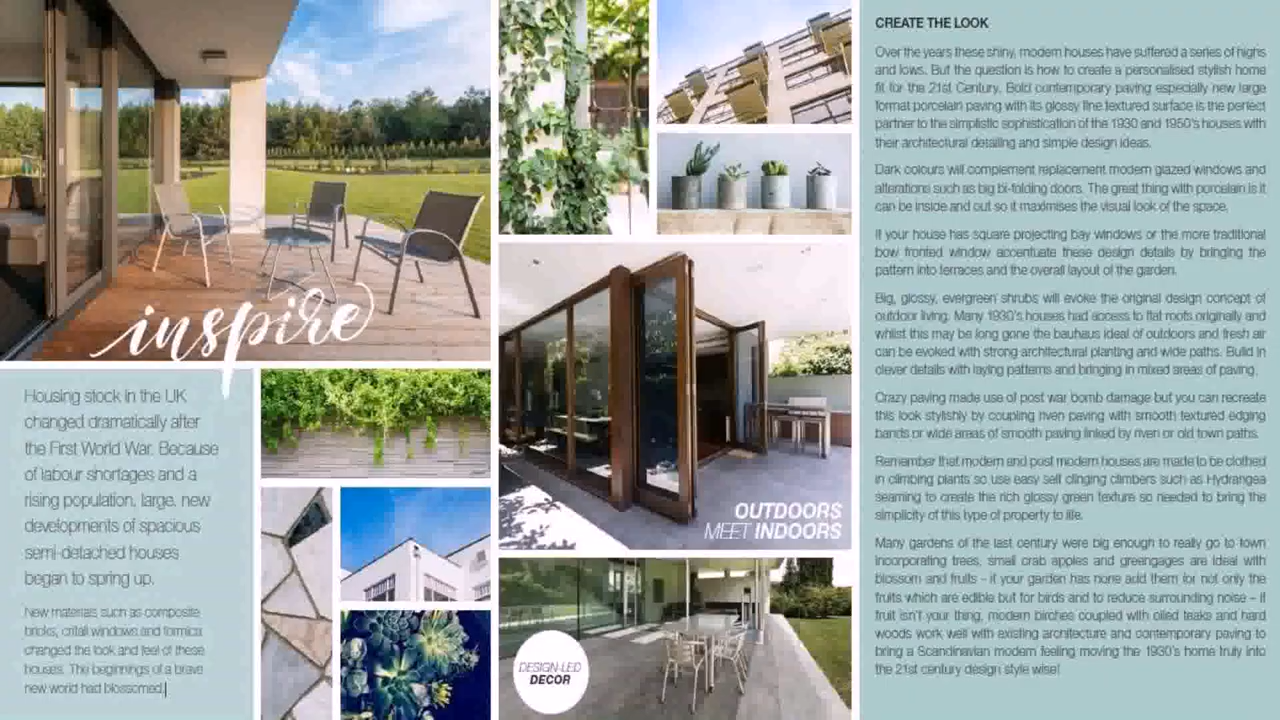 inspire
Housing stock in the UK
changed dramatically after
the First World War. Because
of labour shortages and a
rising population, large, new
developments of spacious
semi-detached houses
began to spring up.
New materials such as composite
bricks, critall windows and formica
changed the look and feel of these
houses. The beginnings of a brave
new world had blossomed.
OUTDOORS
MEET INDOORS
DESIGN-LED
DECOR
CREATE THE LOOK
Over the years these shiny, modern houses have suffered a series of highs
and lows. But the question is how to create a personalised stylish home
fit for the 21st Century. Bold contemporary paving especially new large
format porcelain paving with its glossy fine textured surface is the perfect
partner to the simplistic sophistication of the 1930 and 1950's houses with
their architectural detailing and simple design ideas.
Dark colours will complement replacement modern glazed windows and
alterations such as big bi-folding doors. The great thing with porcelain is it
can be inside and out so it maximises the visual look of the space.
If your house has square projecting bay windows or the more traditional
bow fronted window accentuate these design details by bringing the
pattern into terraces and the overall layout of the garden.
Big, glossy, evergreen shrubs will evoke the original design concept of
outdoor living. Many 1930's houses had access to flat roofs originally and
whilst this may be long gone the bauhaus ideal of outdoors and fresh air
can be evoked with strong architectural planting and wide paths. Build in
clever details with laying patterns and bringing in mixed areas of paving.
Crazy paving made use of post war bomb damage but you can recreate
this look stylishly by coupling riven paving with smooth textured edging
bands or wide areas of smooth paving linked by riven or old town paths.
Remember that modern and post modern houses are made to be clothed
in climbing plants so use easy self clinging climbers such as Hydrangea
seaming to create the rich glossy green texture so needed to bring the
simplicity of this type of property to life.
Many gardens of the last century were big enough to really go to town
incorporating trees, small crab apples and greengages are ideal with
blossom and fruits – if your garden has none add them for not only the
fruits which are edible but for birds and to reduce surrounding noise – if
fruit isn't your thing, modern birches coupled with oiled teaks and hard
woods work well with existing architecture and contemporary paving to
bring a Scandinavian modern feeling moving the 1930's home truly into
the 21st century design style wise!